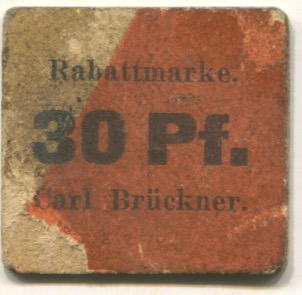 Rabattmarke.
30 Pf.
Carl Brückner.